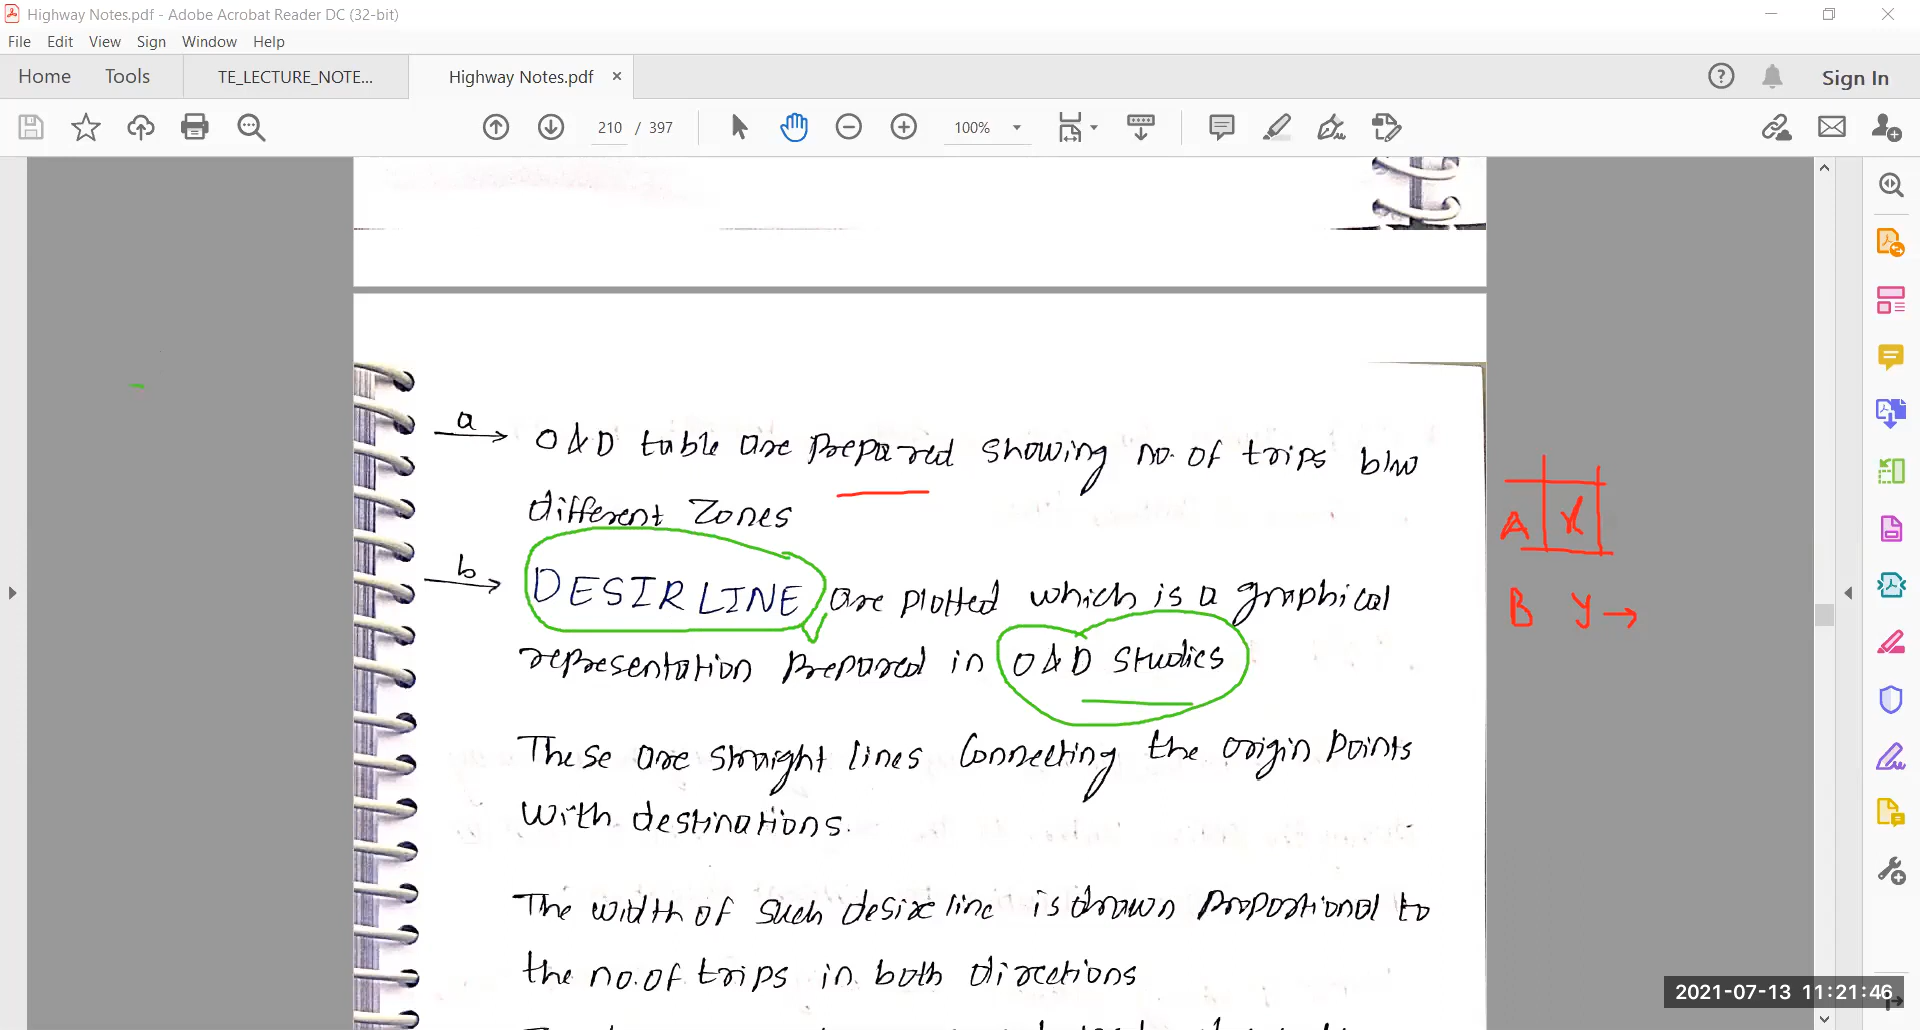 Highway Notes.pdf - Adobe Acrobat Reader DC (32-bit)
File Edit View Sign Window Help
Home Tools TE_LECTURE_NOTE... Highway Notes.pdf × Sign In
210 / 397 100%
a O&D table are prepared showing no. of trips b/w
different Zones
b DESIR LINE are plotted which is a graphical
representation prepared in O&D studies
These are straight lines connecting the origin points
with destinations.
The width of such desire line is drawn proportional to
the no. of trips in both directions
A X
B Y →
2021-07-13 11:21:46